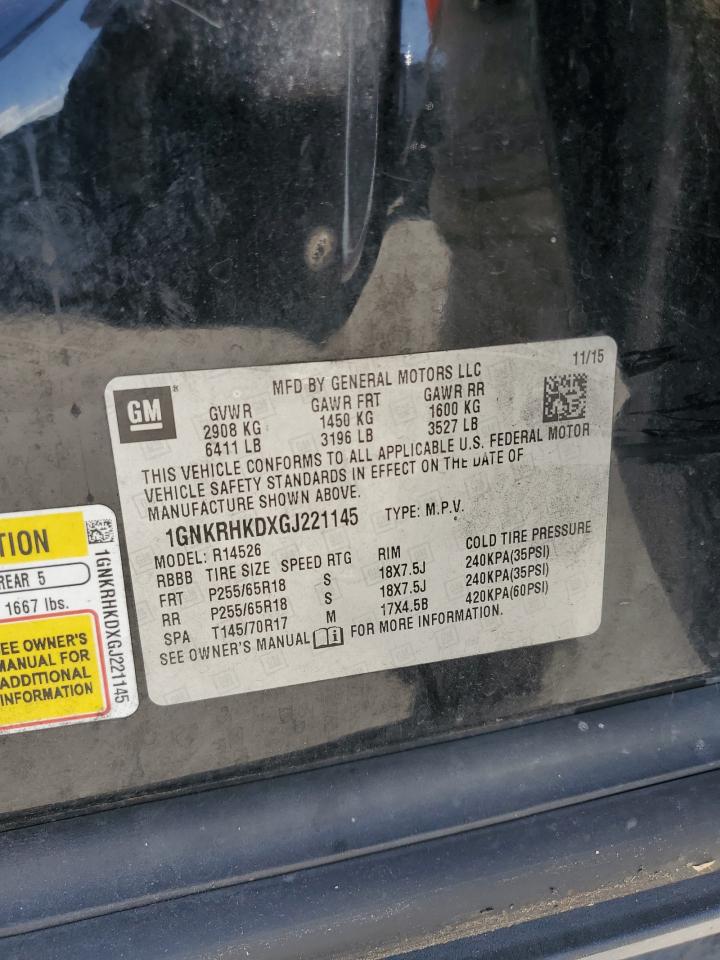 GM
MFD BY GENERAL MOTORS LLC
11/15
GVWR GAWR FRT GAWR RR
2908 KG 1450 KG 1600 KG
6411 LB 3196 LB 3527 LB
THIS VEHICLE CONFORMS TO ALL APPLICABLE U.S. FEDERAL MOTOR
VEHICLE SAFETY STANDARDS IN EFFECT ON THE DATE OF
MANUFACTURE SHOWN ABOVE.
1GNKRHKDXGJ221145 TYPE: M.P.V.
MODEL: R14526
RBBB TIRE SIZE SPEED RTG RIM COLD TIRE PRESSURE
FRT P255/65R18 S 18X7.5J 240KPA(35PSI)
RR P255/65R18 S 18X7.5J 240KPA(35PSI)
SPA T145/70R17 M 17X4.5B 420KPA(60PSI)
SEE OWNER'S MANUAL FOR MORE INFORMATION.
TION
REAR 5
1667 lbs.
SEE OWNER'S
MANUAL FOR
ADDITIONAL
INFORMATION
1GNKRHKDXGJ221145